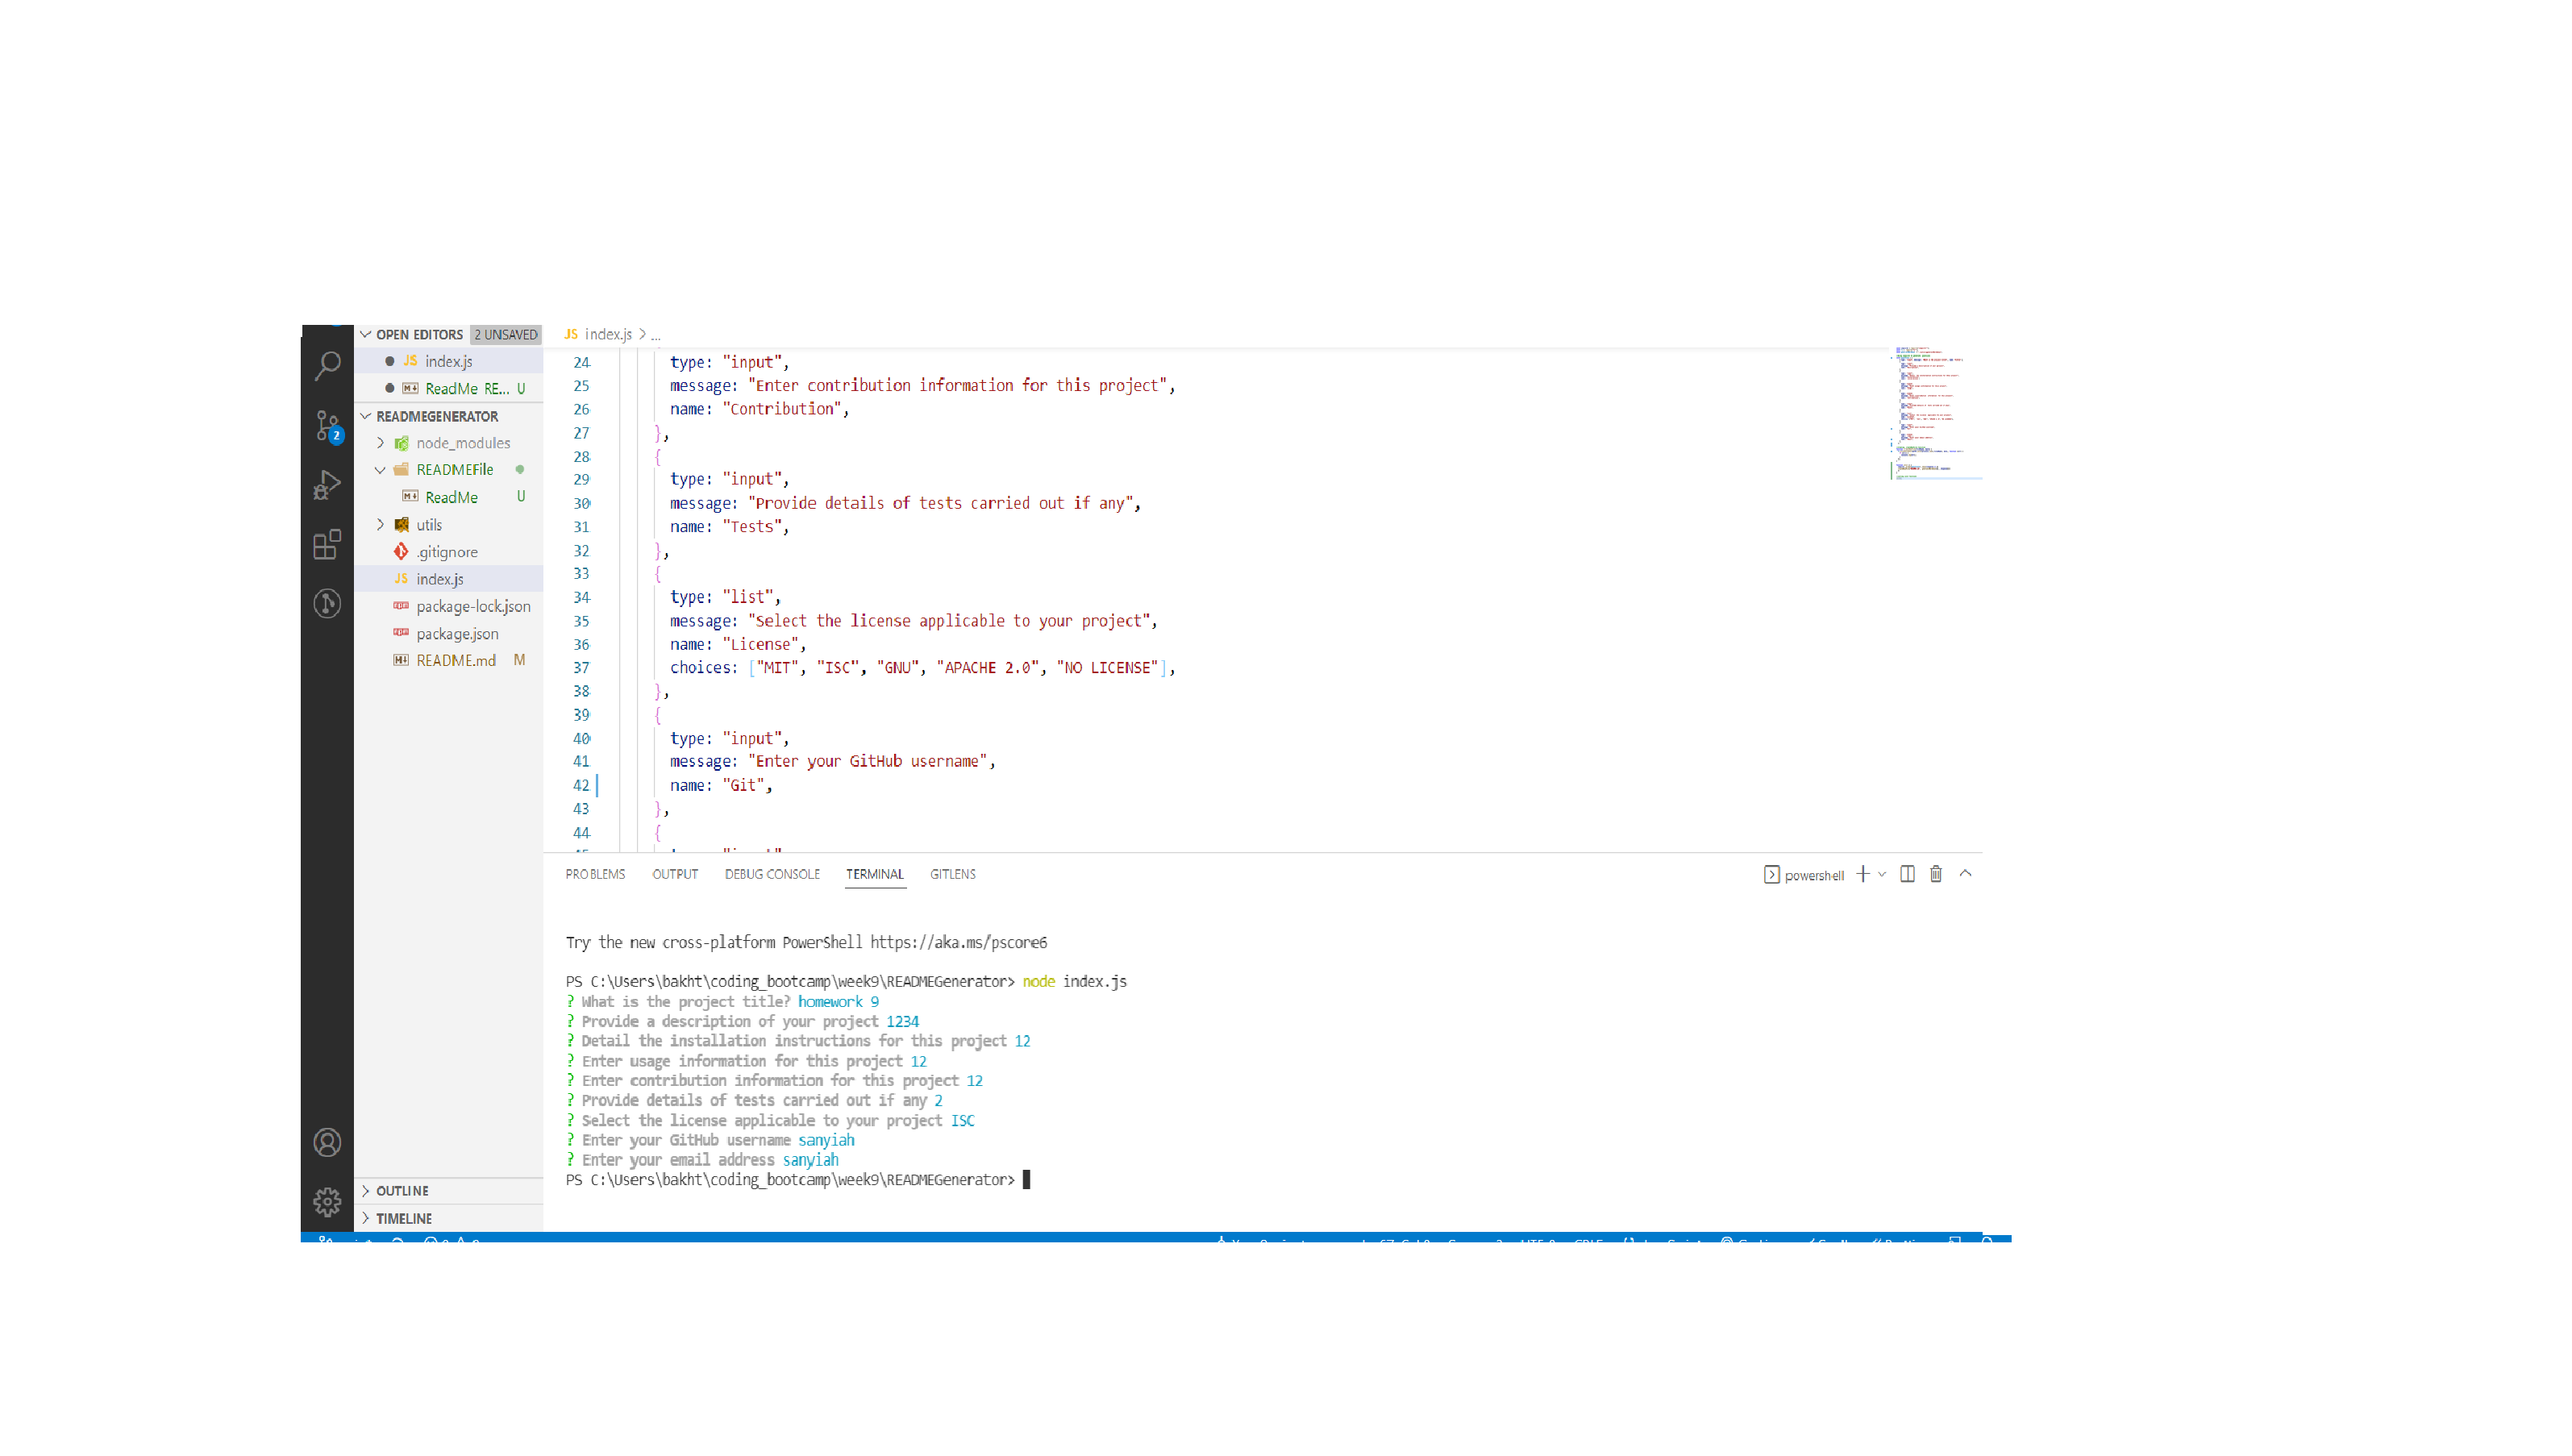 OPEN EDITORS 2 UNSAVED
JS index.js
ReadMe RE... U
READMEGENERATOR
node_modules
READMEFile
ReadMe U
utils
.gitignore
JS index.js
package-lock.json
package.json
README.md M
OUTLINE
TIMELINE
2
JS index.js > ...
24 type: "input",
25 message: "Enter contribution information for this project",
26 name: "Contribution",
27 },
28 {
29 type: "input",
30 message: "Provide details of tests carried out if any",
31 name: "Tests",
32 },
33 {
34 type: "list",
35 message: "Select the license applicable to your project",
36 name: "License",
37 choices: ["MIT", "ISC", "GNU", "APACHE 2.0", "NO LICENSE"],
38 },
39 {
40 type: "input",
41 message: "Enter your GitHub username",
42 name: "Git",
43 },
44 {
PROBLEMS OUTPUT DEBUG CONSOLE TERMINAL GITLENS
powershell
Try the new cross-platform PowerShell https://aka.ms/pscore6
PS C:\Users\bakht\coding_bootcamp\week9\READMEGenerator> node index.js
? What is the project title? homework 9
? Provide a description of your project 1234
? Detail the installation instructions for this project 12
? Enter usage information for this project 12
? Enter contribution information for this project 12
? Provide details of tests carried out if any 2
? Select the license applicable to your project ISC
? Enter your GitHub username sanyiah
? Enter your email address sanyiah
PS C:\Users\bakht\coding_bootcamp\week9\READMEGenerator>